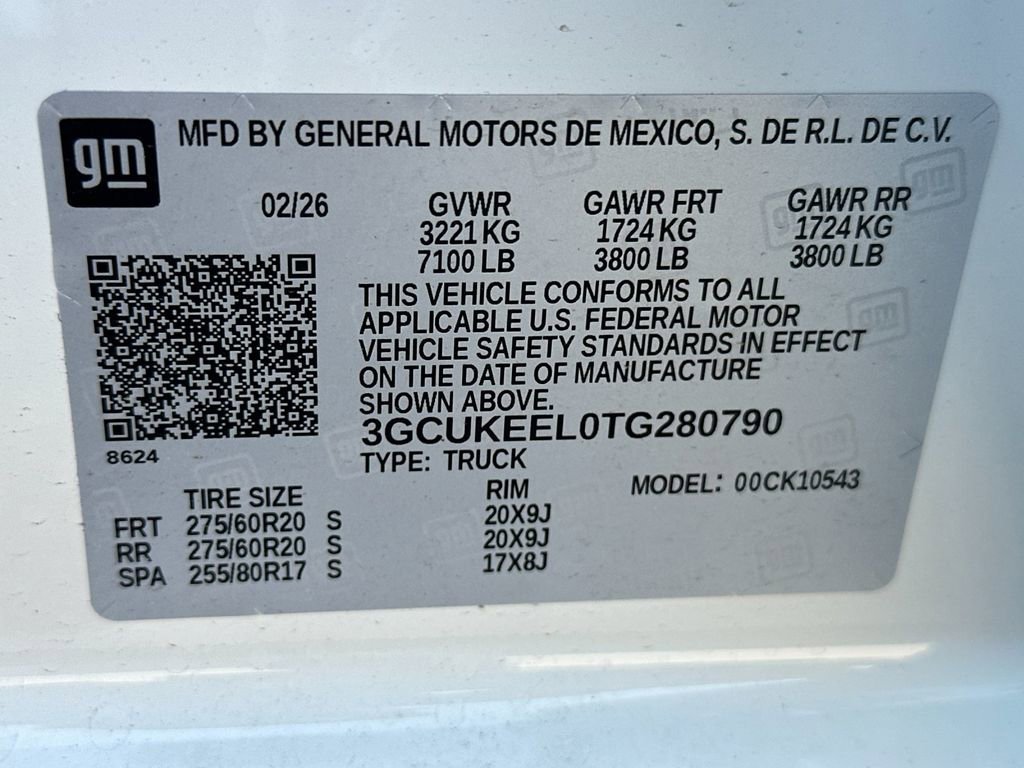 gm
MFD BY GENERAL MOTORS DE MEXICO, S. DE R.L. DE C.V.
02/26 GVWR GAWR FRT GAWR RR
3221 KG 1724 KG 1724 KG
7100 LB 3800 LB 3800 LB
THIS VEHICLE CONFORMS TO ALL
APPLICABLE U.S. FEDERAL MOTOR
VEHICLE SAFETY STANDARDS IN EFFECT
ON THE DATE OF MANUFACTURE
SHOWN ABOVE.
3GCUKEEL0TG280790
8624
TYPE: TRUCK
TIRE SIZE RIM MODEL: 00CK10543
FRT 275/60R20 S 20X9J
RR 275/60R20 S 20X9J
SPA 255/80R17 S 17X8J